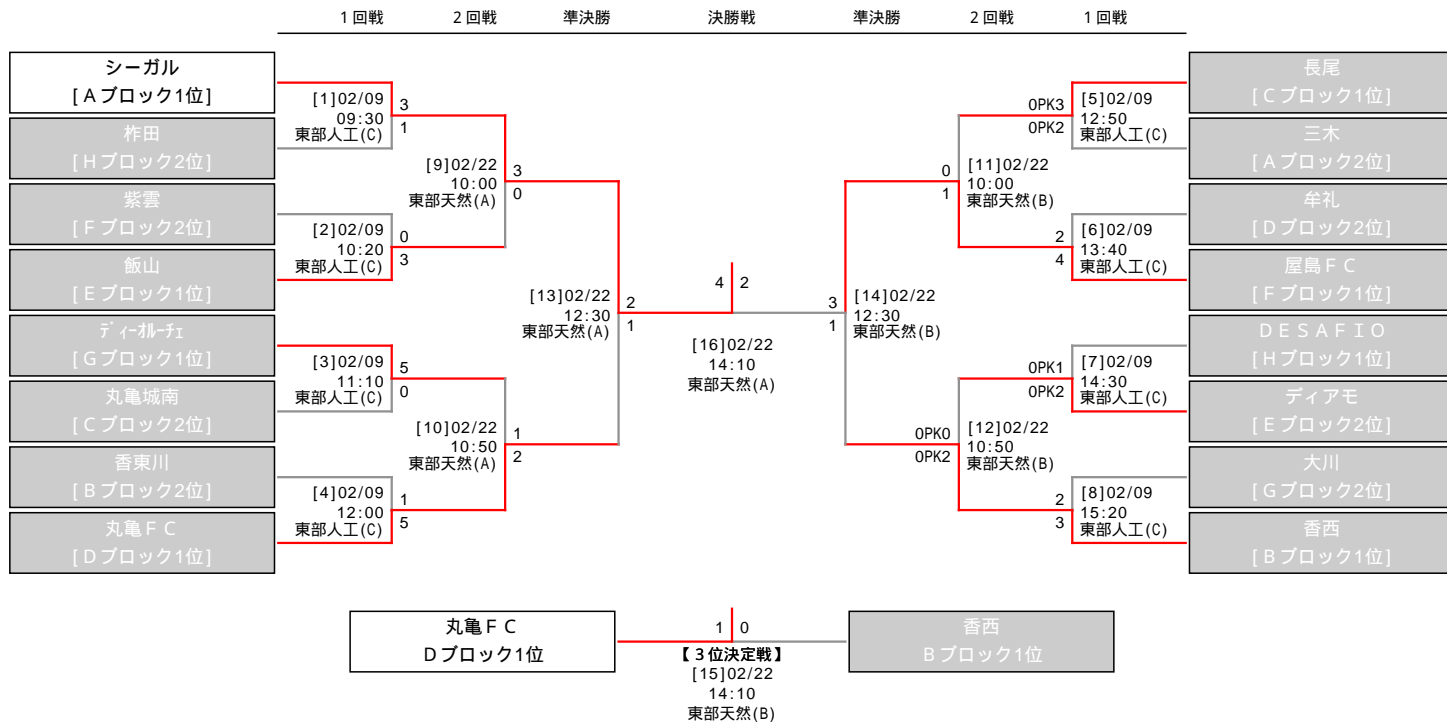 1回戦 2回戦 準決勝 決勝戦 準決勝 2回戦 1回戦
シーガル
[Aブロック1位]
柞田
[Hブロック2位]
紫雲
[Fブロック2位]
飯山
[Eブロック1位]
ディーオルーチェ
[Gブロック1位]
丸亀城南
[Cブロック2位]
香東川
[Bブロック2位]
丸亀FC
[Dブロック1位]
[1]02/09
09:30
東部人工(C)
3
1
[2]02/09
10:20
東部人工(C)
0
3
[3]02/09
11:10
東部人工(C)
5
0
[4]02/09
12:00
東部人工(C)
1
5
[9]02/22
10:00
東部天然(A)
3
0
[10]02/22
10:50
東部天然(A)
1
2
[13]02/22
12:30
東部天然(A)
2
1
4 2
[16]02/22
14:10
東部天然(A)
3
1
[14]02/22
12:30
東部天然(B)
0
1
[11]02/22
10:00
東部天然(B)
0PK0
0PK2
[12]02/22
10:50
東部天然(B)
0PK3
0PK2
[5]02/09
12:50
東部人工(C)
2
4
[6]02/09
13:40
東部人工(C)
0PK1
0PK2
[7]02/09
14:30
東部人工(C)
2
3
[8]02/09
15:20
東部人工(C)
長尾
[Cブロック1位]
三木
[Aブロック2位]
牟礼
[Dブロック2位]
屋島FC
[Fブロック1位]
DESAFIO
[Hブロック1位]
ディアモ
[Eブロック2位]
大川
[Gブロック2位]
香西
[Bブロック1位]
丸亀FC
Dブロック1位
1 0
【3位決定戦】
[15]02/22
14:10
東部天然(B)
香西
Bブロック1位